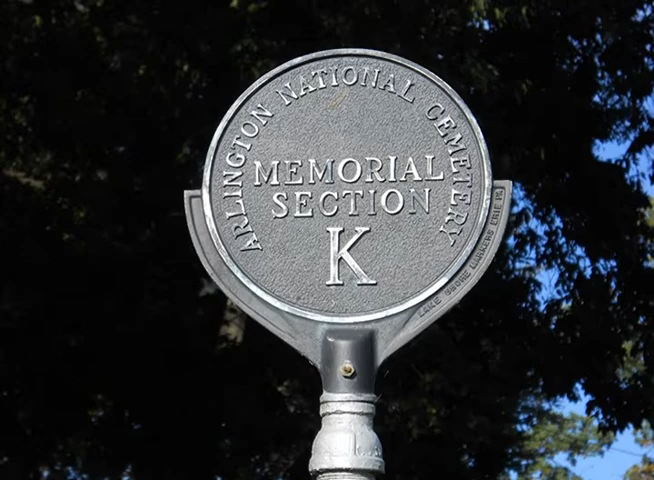 ARLINGTON NATIONAL CEMETERY
MEMORIAL
SECTION
K
LAKE SHORE MARKERS ERIE PA